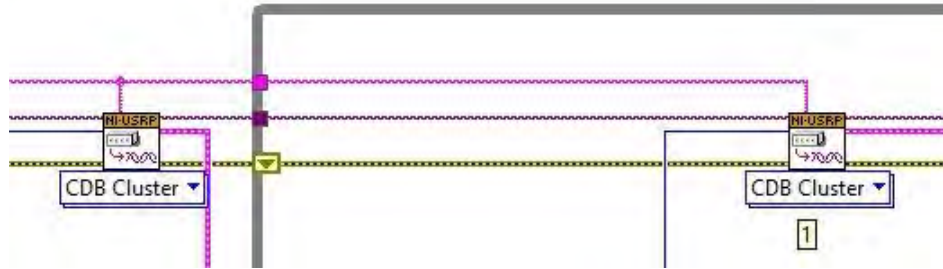 NI-USRP
NI-USRP
CDB Cluster
CDB Cluster
1